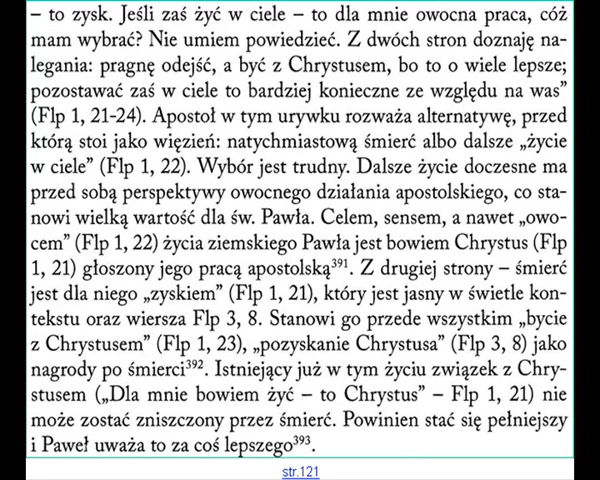 – to zysk. Jeśli zaś żyć w ciele – to dla mnie owocna praca, cóż
mam wybrać? Nie umiem powiedzieć. Z dwóch stron doznaję na-
legania: pragnę odejść, a być z Chrystusem, bo to o wiele lepsze;
pozostawać zaś w ciele to bardziej konieczne ze względu na was”
(Flp 1, 21-24). Apostoł w tym urywku rozważa alternatywę, przed
którą stoi jako więzień: natychmiastową śmierć albo dalsze „życie
w ciele” (Flp 1, 22). Wybór jest trudny. Dalsze życie doczesne ma
przed sobą perspektywy owocnego działania apostolskiego, co sta-
nowi wielką wartość dla św. Pawła. Celem, sensem, a nawet „owo-
cem” (Flp 1, 22) życia ziemskiego Pawła jest bowiem Chrystus (Flp
1, 21) głoszony jego pracą apostolską³⁹¹. Z drugiej strony – śmierć
jest dla niego „zyskiem” (Flp 1, 21), który jest jasny w świetle kon-
tekstu oraz wiersza Flp 3, 8. Stanowi go przede wszystkim „bycie
z Chrystusem” (Flp 1, 23), „pozyskanie Chrystusa” (Flp 3, 8) jako
nagrody po śmierci³⁹². Istniejący już w tym życiu związek z Chry-
stusem („Dla mnie bowiem żyć – to Chrystus” – Flp 1, 21) nie
może zostać zniszczony przez śmierć. Powinien stać się pełniejszy
i Paweł uważa to za coś lepszego³⁹³.
str.121